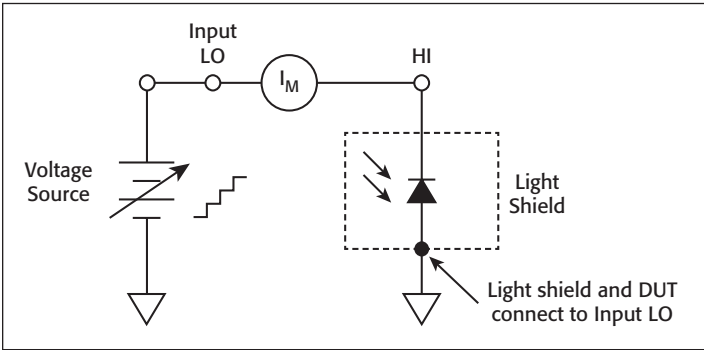 Input
LO
HI
I_M
Voltage
Source
Light
Shield
Light shield and DUT
connect to Input LO